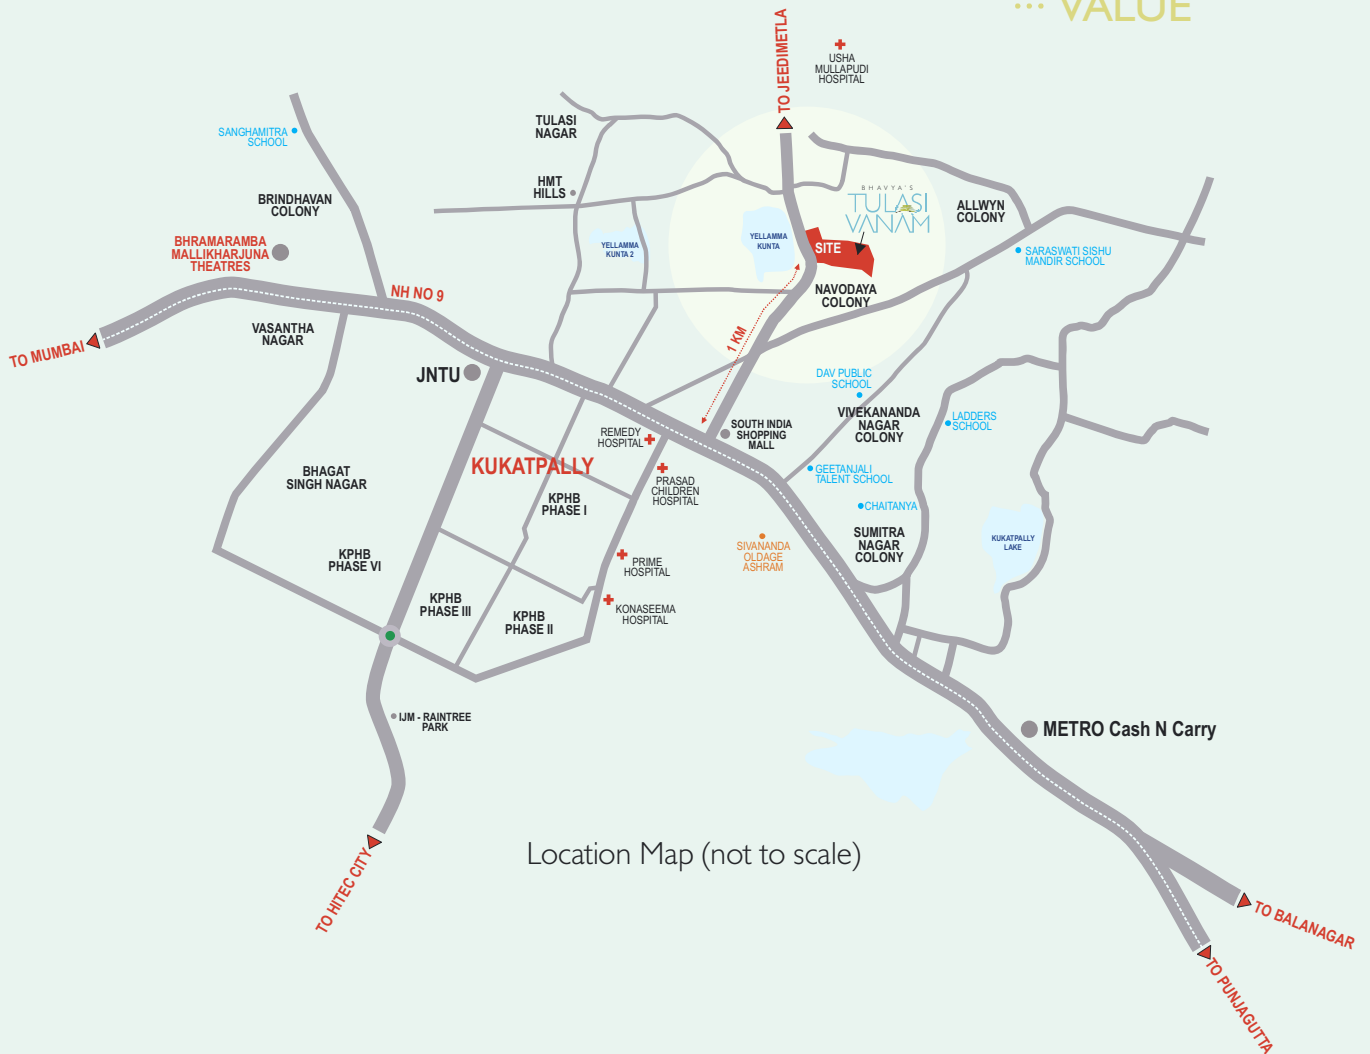 ... VALUE
TO JEEDIMETLA
USHA
MULLAPUDI
HOSPITAL
TULASI
NAGAR
SANGHAMITRA
SCHOOL
HMT
HILLS
BHAVYA'S
TULASI
VANAM
BRINDHAVAN
COLONY
ALLWYN
COLONY
BHRAMARAMBA
MALLIKHARJUNA
THEATRES
YELLAMMA
KUNTA 2
YELLAMMA
KUNTA
SITE
SARASWATI SISHU
MANDIR SCHOOL
NH NO 9
NAVODAYA
COLONY
VASANTHA
NAGAR
TO MUMBAI
1 KM
JNTU
DAV PUBLIC
SCHOOL
VIVEKANANDA
NAGAR
COLONY
LADDERS
SCHOOL
SOUTH INDIA
SHOPPING
MALL
REMEDY
HOSPITAL
KUKATPALLY
BHAGAT
SINGH NAGAR
GEETANJALI
TALENT SCHOOL
PRASAD
CHILDREN
HOSPITAL
KPHB
PHASE I
CHAITANYA
SUMITRA
NAGAR
COLONY
KUKATPALLY
LAKE
SIVANANDA
OLDAGE
ASHRAM
KPHB
PHASE VI
PRIME
HOSPITAL
KPHB
PHASE III
KPHB
PHASE II
KONASEEMA
HOSPITAL
IJM - RAINTREE
PARK
METRO Cash N Carry
Location Map (not to scale)
TO HITEC CITY
TO BALANAGAR
TO PUNJAGUTTA